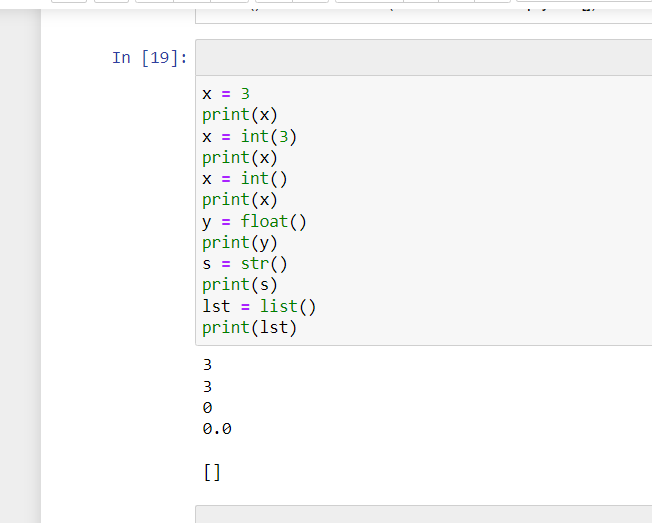 In [19]:
x = 3
print(x)
x = int(3)
print(x)
x = int()
print(x)
y = float()
print(y)
s = str()
print(s)
lst = list()
print(lst)
3
3
0
0.0
[]